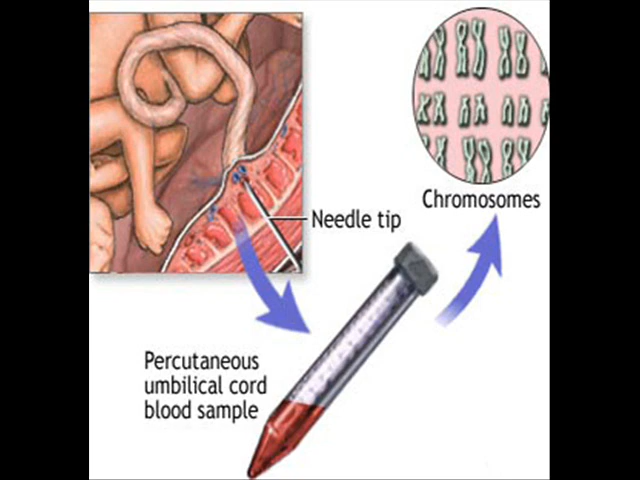 Chromosomes
Needle tip
Percutaneous
umbilical cord
blood sample